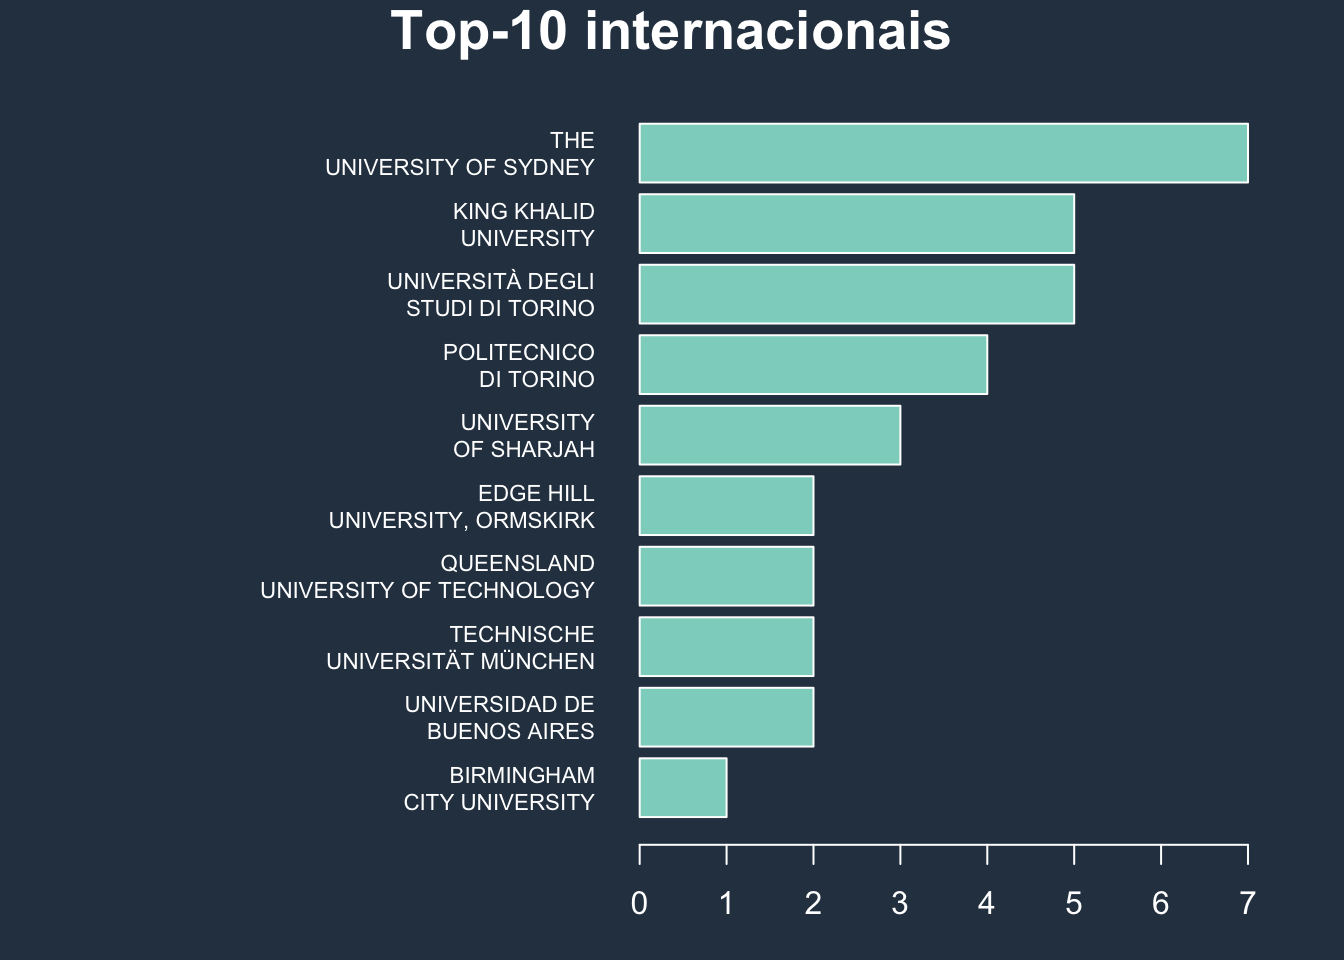 Top-10 internacionais
THE
UNIVERSITY OF SYDNEY
KING KHALID
UNIVERSITY
UNIVERSITÀ DEGLI
STUDI DI TORINO
POLITECNICO
DI TORINO
UNIVERSITY
OF SHARJAH
EDGE HILL
UNIVERSITY, ORMSKIRK
QUEENSLAND
UNIVERSITY OF TECHNOLOGY
TECHNISCHE
UNIVERSITÄT MÜNCHEN
UNIVERSIDAD DE
BUENOS AIRES
BIRMINGHAM
CITY UNIVERSITY
0 1 2 3 4 5 6 7